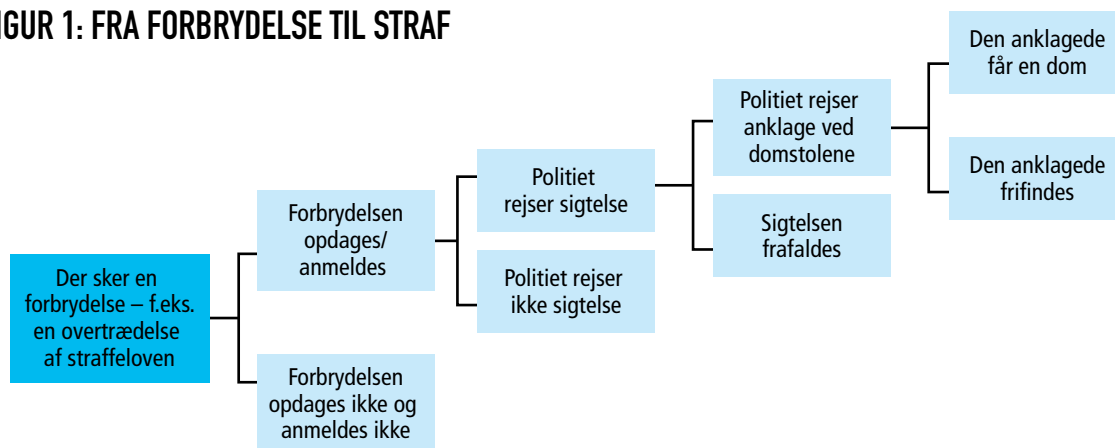 IGUR 1: FRA FORBRYDELSE TIL STRAF
Den anklagede
får en dom
Politiet rejser
anklage ved
domstolene
Den anklagede
frifindes
Politiet
rejser sigtelse
Sigtelsen
frafaldes
Forbrydelsen
opdages/
anmeldes
Politiet rejser
ikke sigtelse
Der sker en
forbrydelse – f.eks.
en overtrædelse
af straffeloven
Forbrydelsen
opdages ikke og
anmeldes ikke